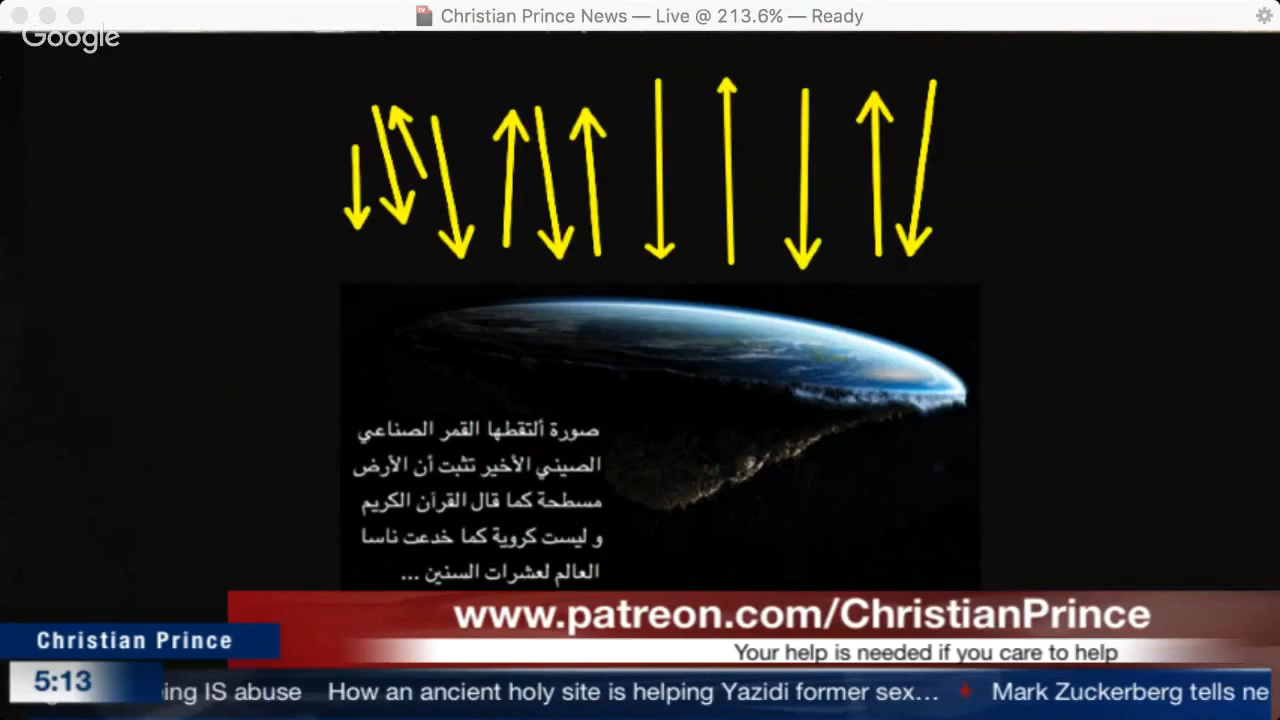 Christian Prince News — Live @ 213.6% — Ready
Google
صورة ألتقطها القمر الصناعي
الصيني الأخير تثبت أن الأرض
مسطحة كما قال القرآن الكريم
و ليست كروية كما خدعت ناسا
العالم لعشرات السنين ...
www.patreon.com/ChristianPrince
Your help is needed if you care to help
Christian Prince
5:13
ing IS abuse How an ancient holy site is helping Yazidi former sex... Mark Zuckerberg tells ne